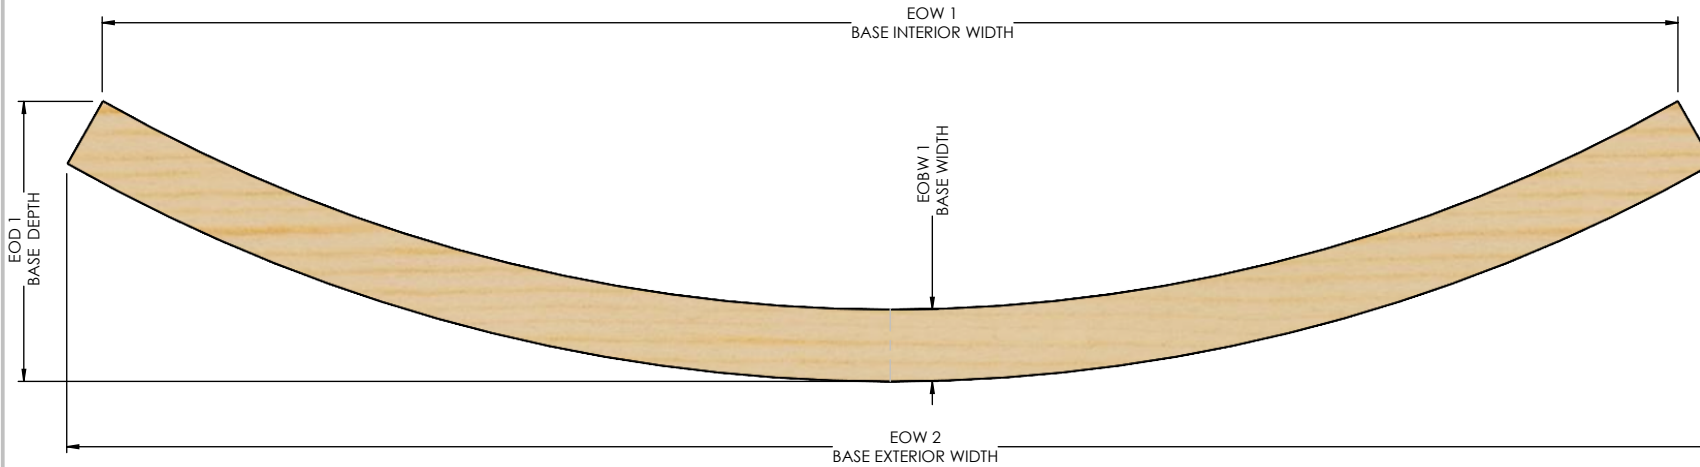 EOW 1
BASE INTERIOR WIDTH
EOBW 1
BASE WIDTH
EOD 1
BASE DEPTH
EOW 2
BASE EXTERIOR WIDTH